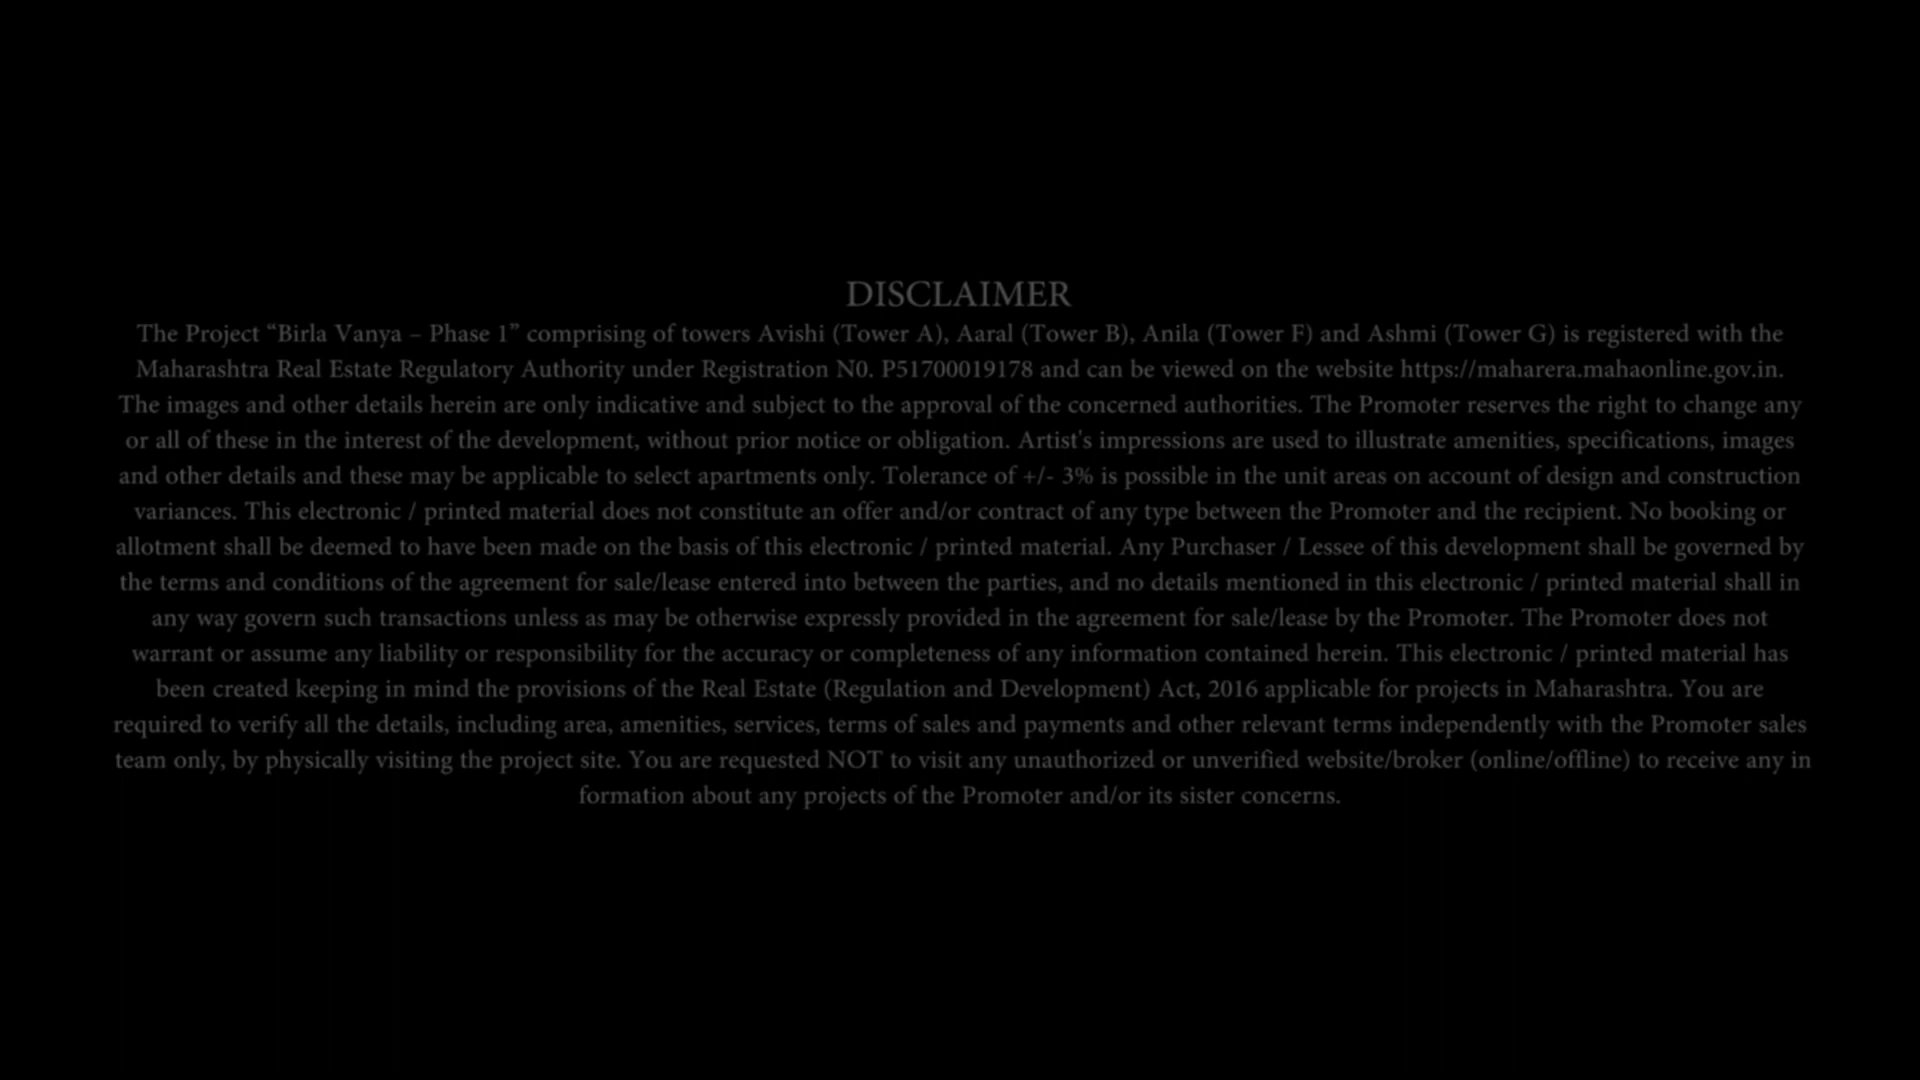 DISCLAIMER
The Project “Birla Vanya – Phase 1” comprising of towers Avishi (Tower A), Aaral (Tower B), Anila (Tower F) and Ashmi (Tower G) is registered with the
Maharashtra Real Estate Regulatory Authority under Registration N0. P51700019178 and can be viewed on the website https://maharera.mahaonline.gov.in.
The images and other details herein are only indicative and subject to the approval of the concerned authorities. The Promoter reserves the right to change any
or all of these in the interest of the development, without prior notice or obligation. Artist's impressions are used to illustrate amenities, specifications, images
and other details and these may be applicable to select apartments only. Tolerance of +/- 3% is possible in the unit areas on account of design and construction
variances. This electronic / printed material does not constitute an offer and/or contract of any type between the Promoter and the recipient. No booking or
allotment shall be deemed to have been made on the basis of this electronic / printed material. Any Purchaser / Lessee of this development shall be governed by
the terms and conditions of the agreement for sale/lease entered into between the parties, and no details mentioned in this electronic / printed material shall in
any way govern such transactions unless as may be otherwise expressly provided in the agreement for sale/lease by the Promoter. The Promoter does not
warrant or assume any liability or responsibility for the accuracy or completeness of any information contained herein. This electronic / printed material has
been created keeping in mind the provisions of the Real Estate (Regulation and Development) Act, 2016 applicable for projects in Maharashtra. You are
required to verify all the details, including area, amenities, services, terms of sales and payments and other relevant terms independently with the Promoter sales
team only, by physically visiting the project site. You are requested NOT to visit any unauthorized or unverified website/broker (online/offline) to receive any in
formation about any projects of the Promoter and/or its sister concerns.